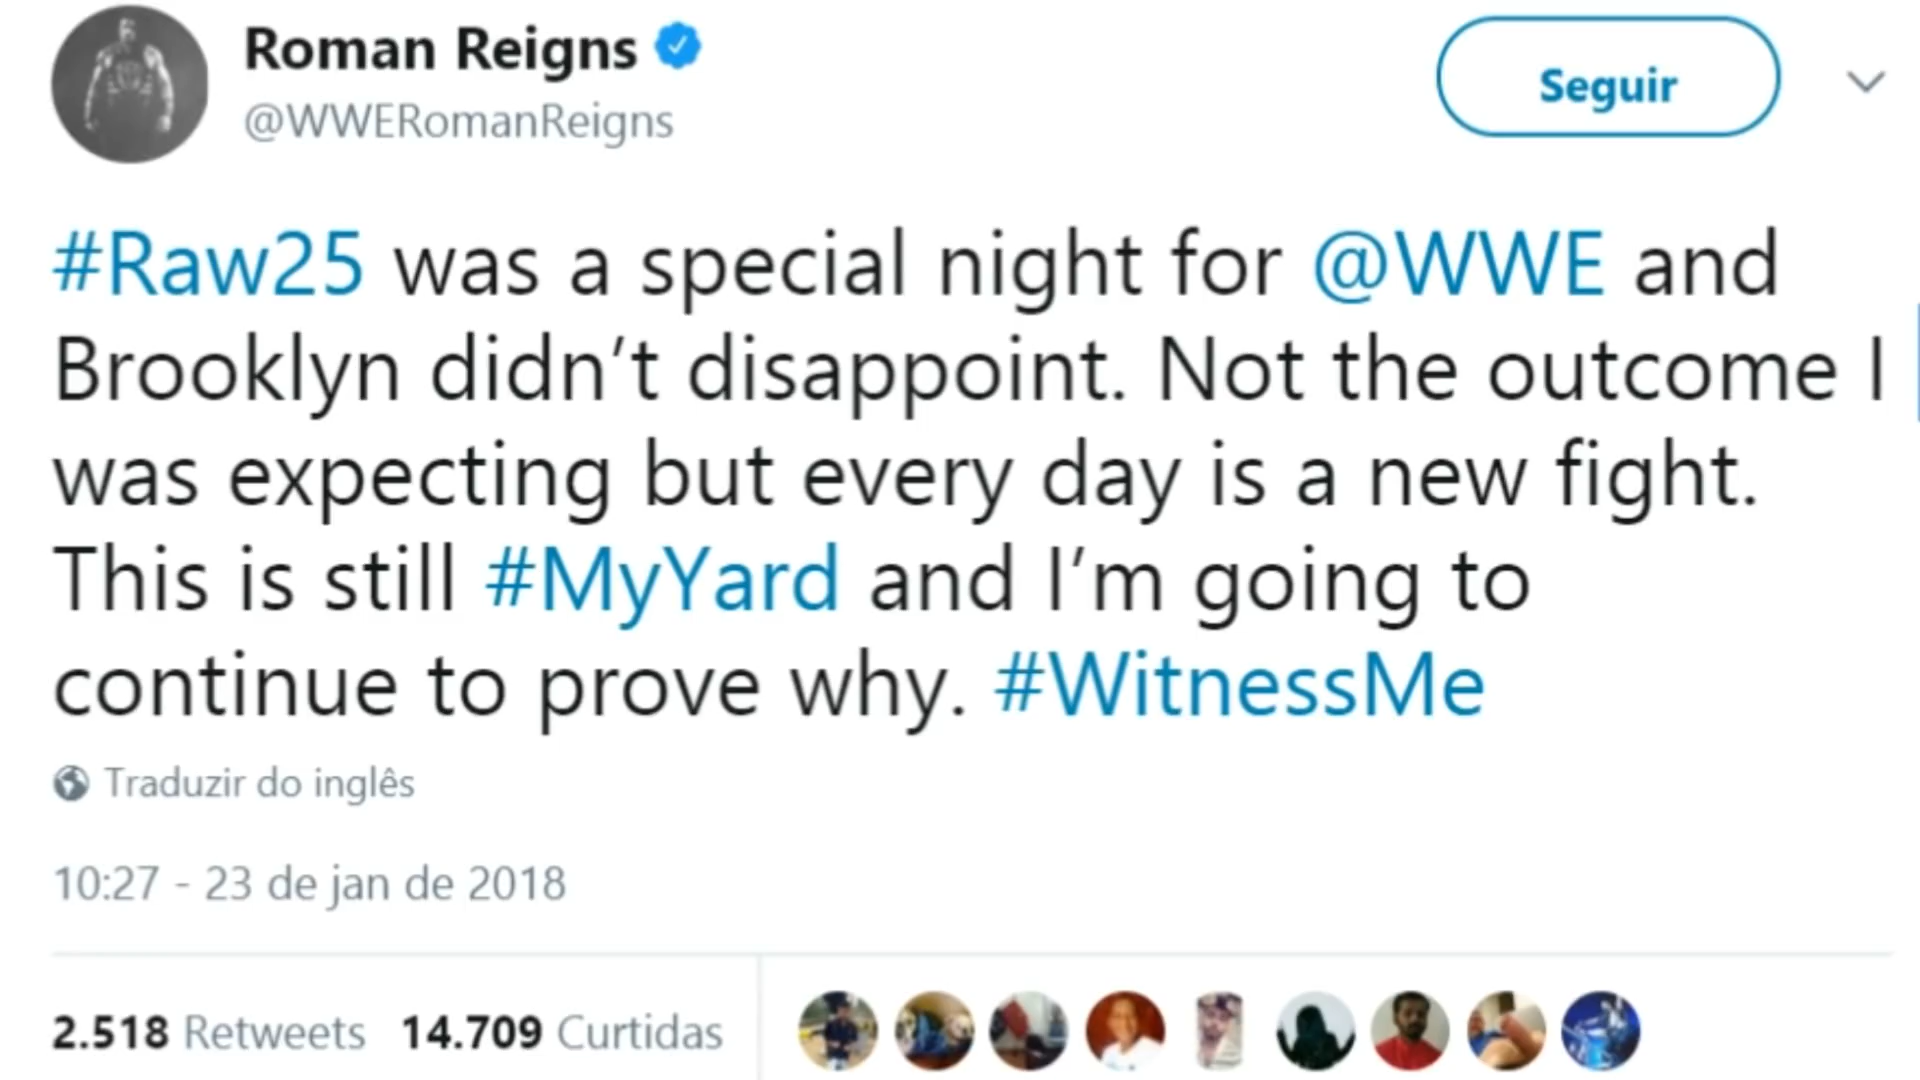 Roman Reigns
@WWERomanReigns
Seguir
#Raw25 was a special night for @WWE and
Brooklyn didn’t disappoint. Not the outcome I
was expecting but every day is a new fight.
This is still #MyYard and I’m going to
continue to prove why. #WitnessMe
Traduzir do inglês
10:27 - 23 de jan de 2018
2.518 Retweets 14.709 Curtidas